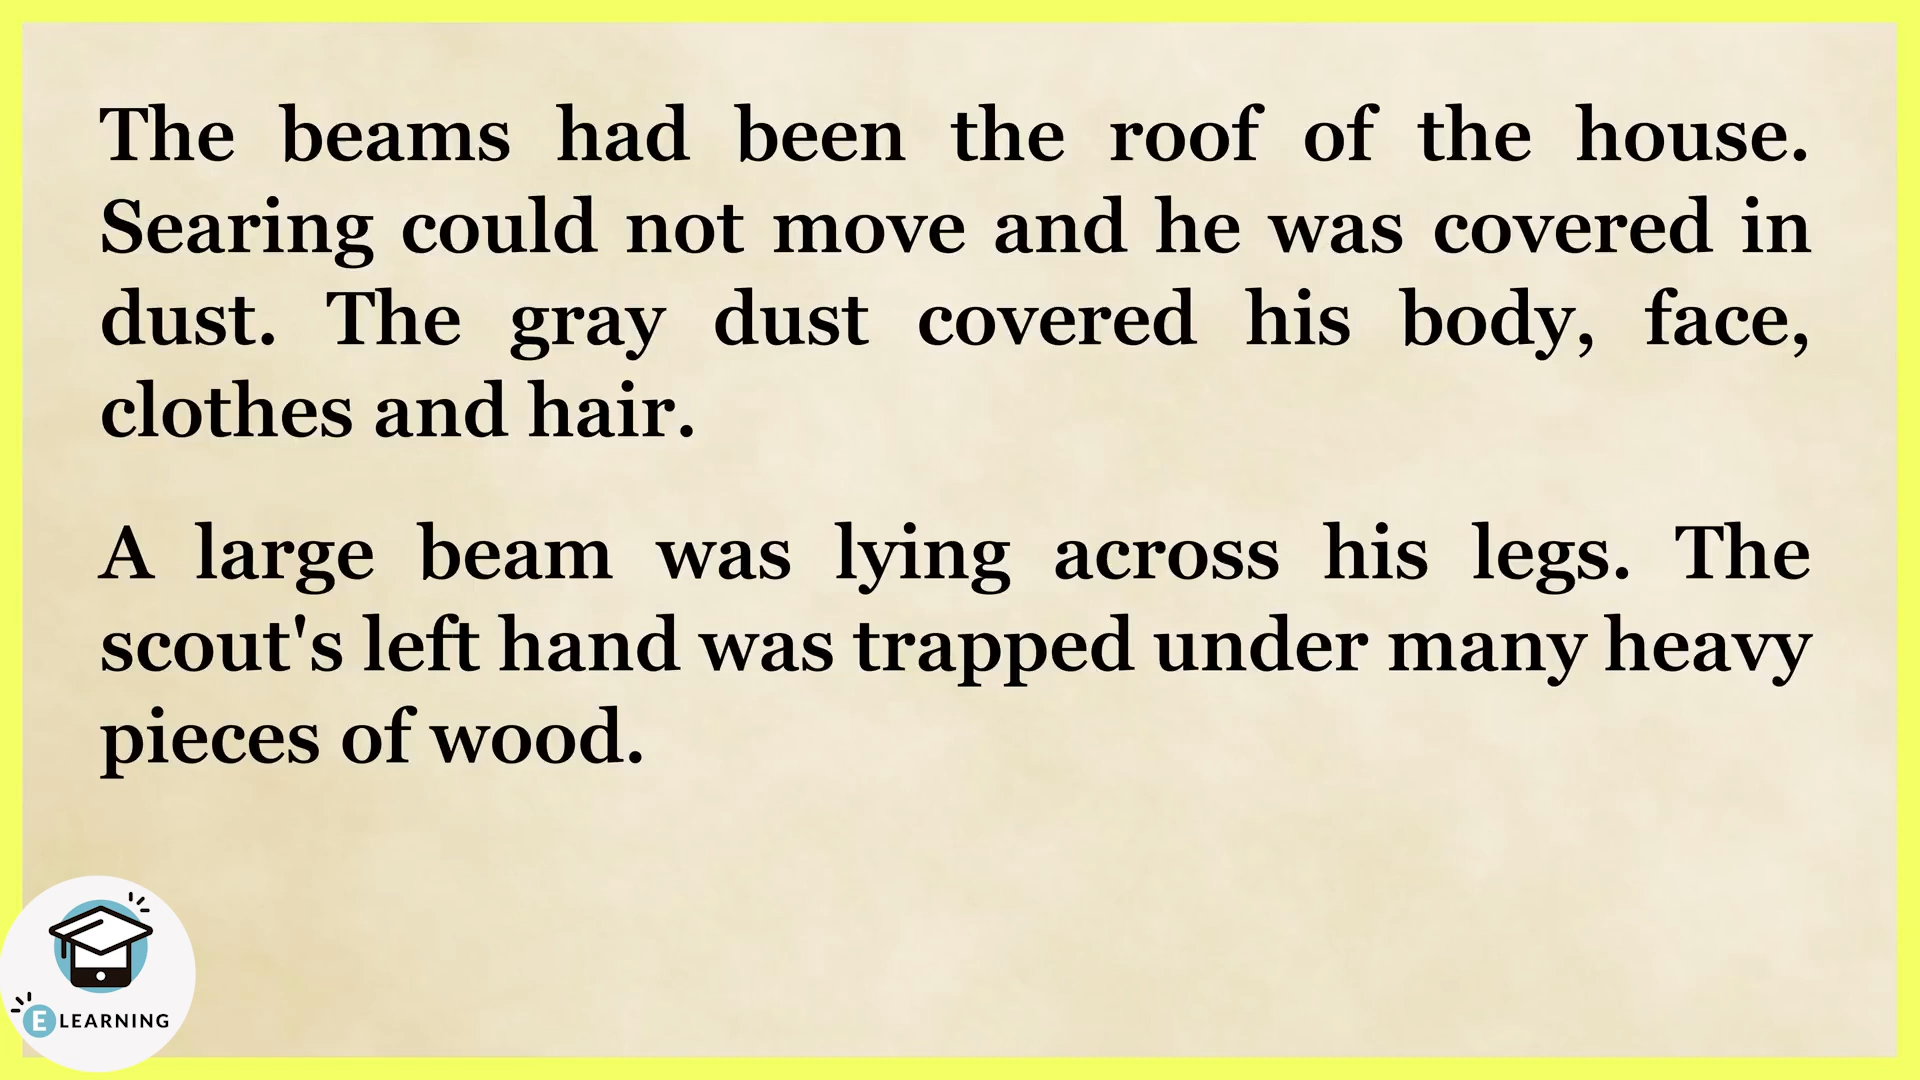 The beams had been the roof of the house.
Searing could not move and he was covered in
dust. The gray dust covered his body, face,
clothes and hair.
A large beam was lying across his legs. The
scout's left hand was trapped under many heavy
pieces of wood.
E LEARNING